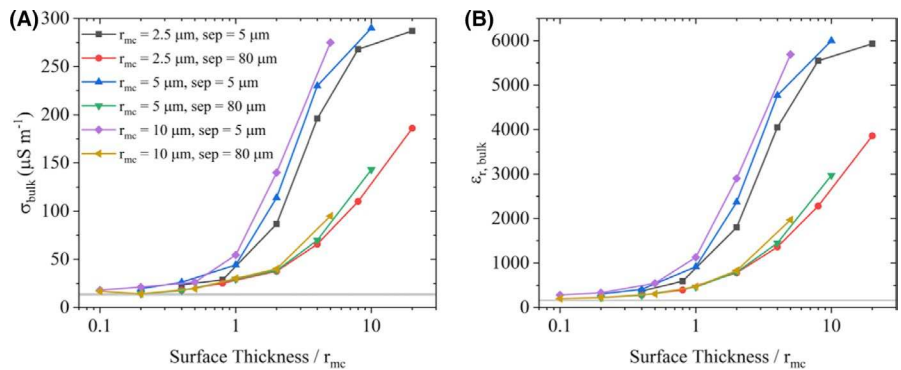 (A)
300
250
200
150
100
50
0
σbulk (μS m⁻¹)
rmc = 2.5 μm, sep = 5 μm
rmc = 2.5 μm, sep = 80 μm
rmc = 5 μm, sep = 5 μm
rmc = 5 μm, sep = 80 μm
rmc = 10 μm, sep = 5 μm
rmc = 10 μm, sep = 80 μm
0.1 1 10
Surface Thickness / rmc
(B)
6000
5000
4000
3000
2000
1000
0
εr, bulk
0.1 1 10
Surface Thickness / rmc